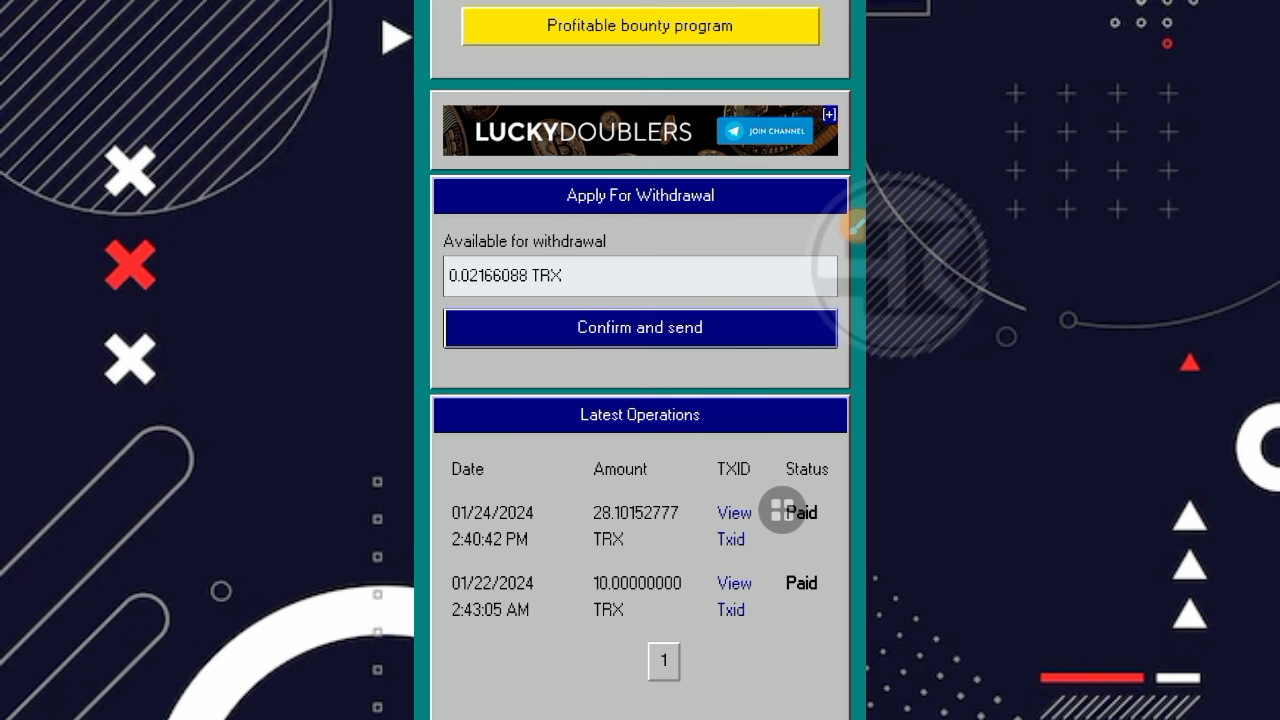 Profitable bounty program
LUCKYDOUBLERS
JOIN CHANNEL
[+]
Apply For Withdrawal
Available for withdrawal
0.02166088 TRX
Confirm and send
Latest Operations
Date Amount TXID Status
01/24/2024 28.10152777 View Paid
2:40:42 PM TRX Txid
01/22/2024 10.00000000 View Paid
2:43:05 AM TRX Txid
1